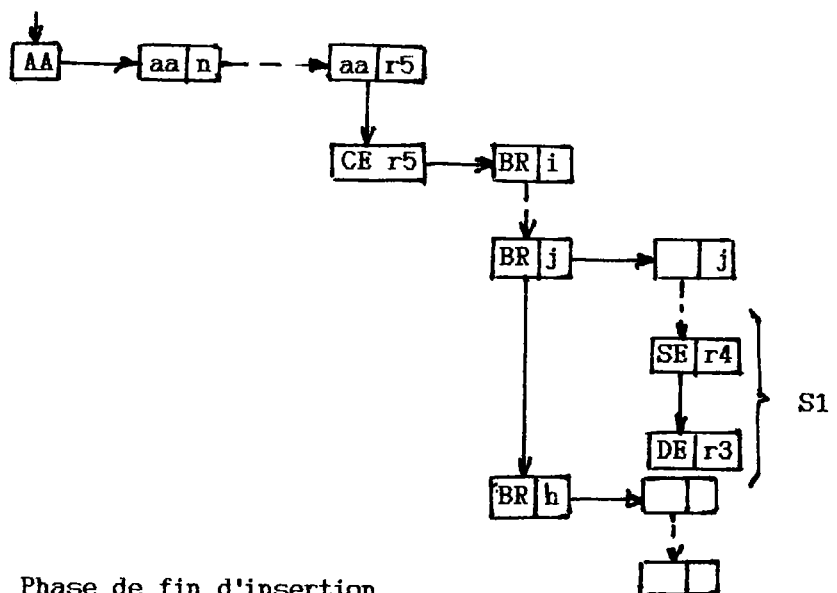 AA aa n aa r5
CE r5 BR i
BR j j
SE r4
S1
DE r3
BR h
Phase de fin d'insertion